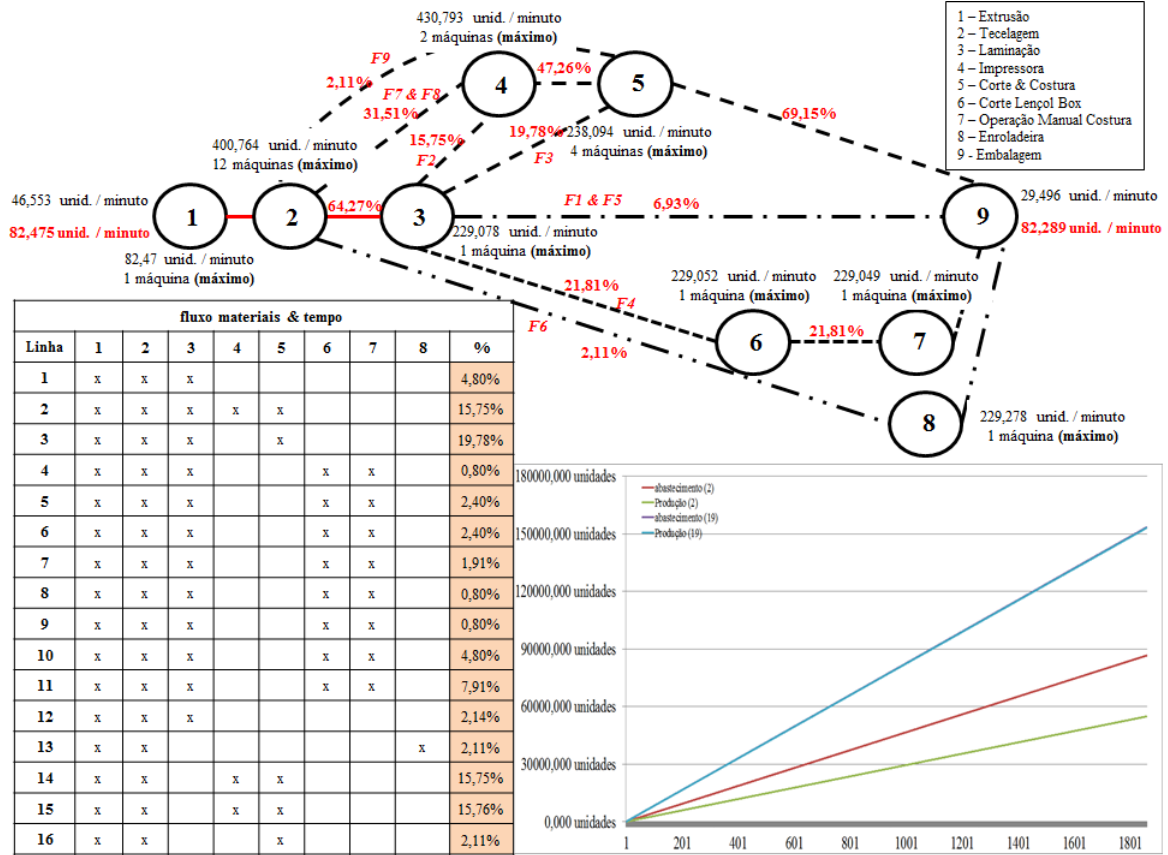 430,793 unid. / minuto
2 máquinas (máximo)
1 – Extrusão
2 – Tecelagem
3 – Laminação
4 – Impressora
5 – Corte & Costura
6 – Corte Lençol Box
7 – Operação Manual Costura
8 – Enroladeira
9 - Embalagem
F9
2,11%
F7 & F8
31,51%
4
47,26%
5
69,15%
15,75%
F2
19,78%
F3
238,094 unid. / minuto
4 máquinas (máximo)
400,764 unid. / minuto
12 máquinas (máximo)
46,553 unid. / minuto
82,475 unid. / minuto
1
2
64,27%
3
F1 & F5
6,93%
9
29,496 unid. / minuto
82,289 unid. / minuto
82,47 unid. / minuto
1 máquina (máximo)
229,078 unid. / minuto
1 máquina (máximo)
21,81%
F4
F6
2,11%
229,052 unid. / minuto
1 máquina (máximo)
229,049 unid. / minuto
1 máquina (máximo)
6
21,81%
7
8
229,278 unid. / minuto
1 máquina (máximo)
fluxo materiais & tempo
Linha 1 2 3 4 5 6 7 8 %
1 x x x 4,80%
2 x x x x x 15,75%
3 x x x x 19,78%
4 x x x x x 0,80%
5 x x x x x 2,40%
6 x x x x x 2,40%
7 x x x x x 1,91%
8 x x x x x 0,80%
9 x x x x x 0,80%
10 x x x x x 4,80%
11 x x x x x 7,91%
12 x x x 2,14%
13 x x x 2,11%
14 x x x x 15,75%
15 x x x x 15,76%
16 x x x 2,11%
180000,000 unidades
150000,000 unidades
120000,000 unidades
90000,000 unidades
60000,000 unidades
30000,000 unidades
0,000 unidades
abastecimento (2)
Produção (2)
abastecimento (19)
Produção (19)
1 201 401 601 801 1001 1201 1401 1601 1801